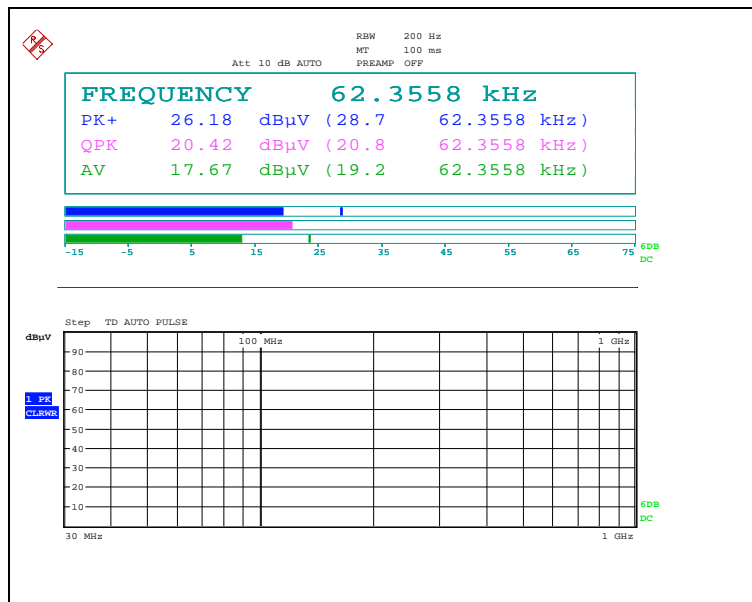 R S
RBW 200 Hz
MT 100 ms
Att 10 dB AUTO PREAMP OFF
FREQUENCY 62.3558 kHz
PK+ 26.18 dBµV (28.7 62.3558 kHz)
QPK 20.42 dBµV (20.8 62.3558 kHz)
AV 17.67 dBµV (19.2 62.3558 kHz)
-15 -5 5 15 25 35 45 55 65 75
6DB
DC
Step TD AUTO PULSE
dBµV
100 MHz 1 GHz
90
80
70
1 PK
CLRWR
60
50
40
30
20
10
6DB
DC
30 MHz 1 GHz